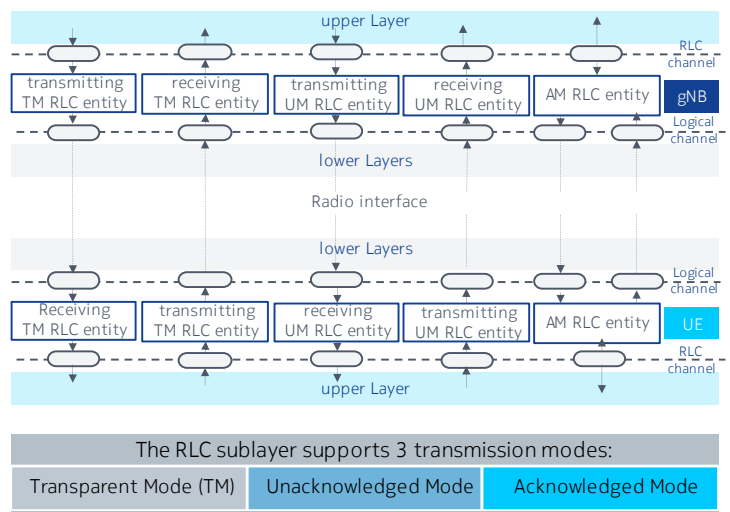 upper Layer
RLC
channel
transmitting
TM RLC entity
receiving
TM RLC entity
transmitting
UM RLC entity
receiving
UM RLC entity
AM RLC entity
gNB
Logical
channel
lower Layers
Radio interface
lower Layers
Logical
channel
Receiving
TM RLC entity
transmitting
TM RLC entity
receiving
UM RLC entity
transmitting
UM RLC entity
AM RLC entity
UE
RLC
channel
upper Layer
The RLC sublayer supports 3 transmission modes:
Transparent Mode (TM)
Unacknowledged Mode
Acknowledged Mode